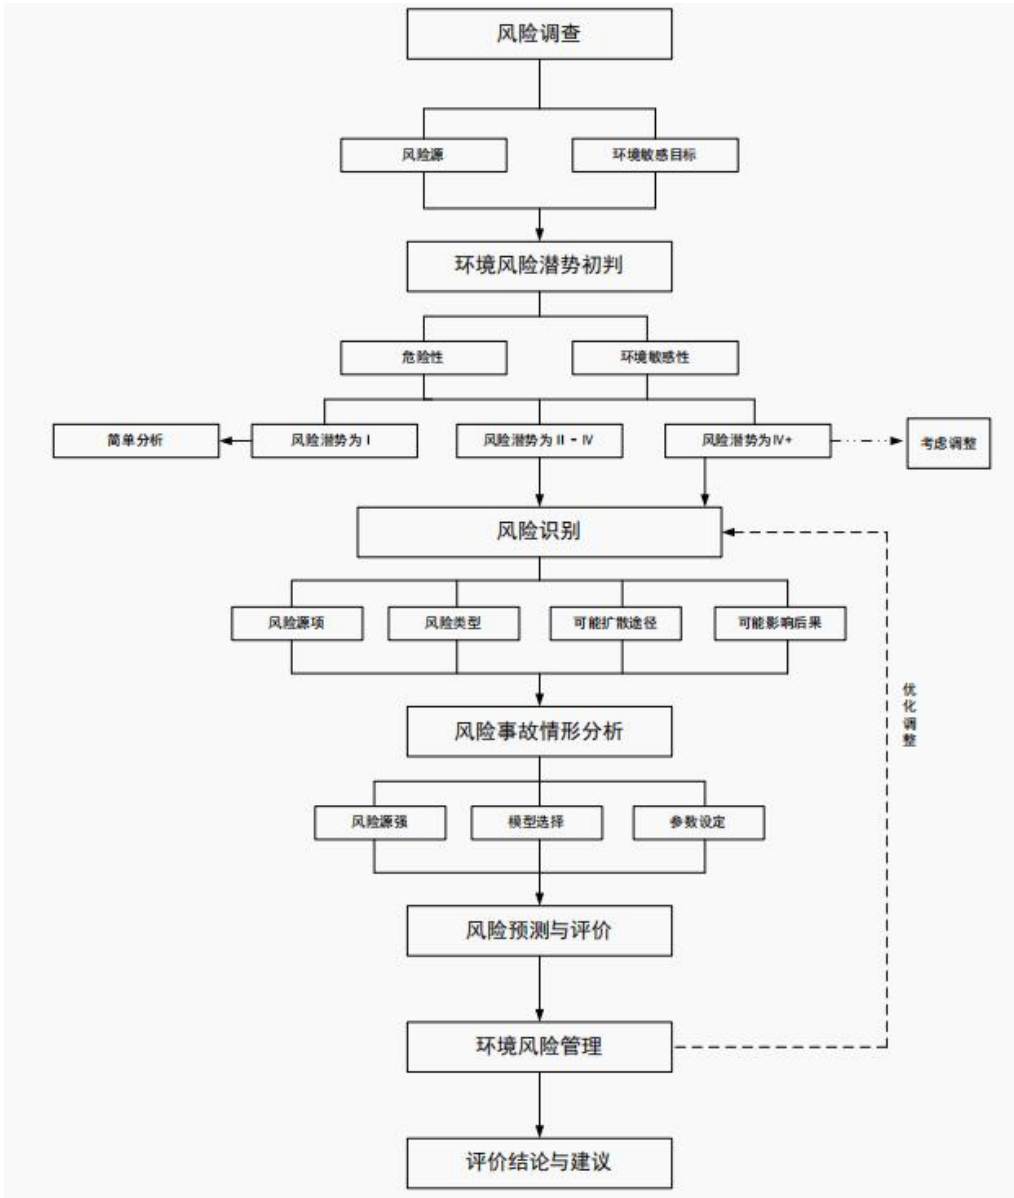 风险调查
风险源
环境敏感目标
环境风险潜势初判
危险性
环境敏感性
简单分析
风险潜势为 I
风险潜势为 II - IV
风险潜势为 IV+
考虑调整
风险识别
风险源项
风险类型
可能扩散途径
可能影响后果
优化调整
风险事故情形分析
风险源强
模型选择
参数设定
风险预测与评价
环境风险管理
评价结论与建议